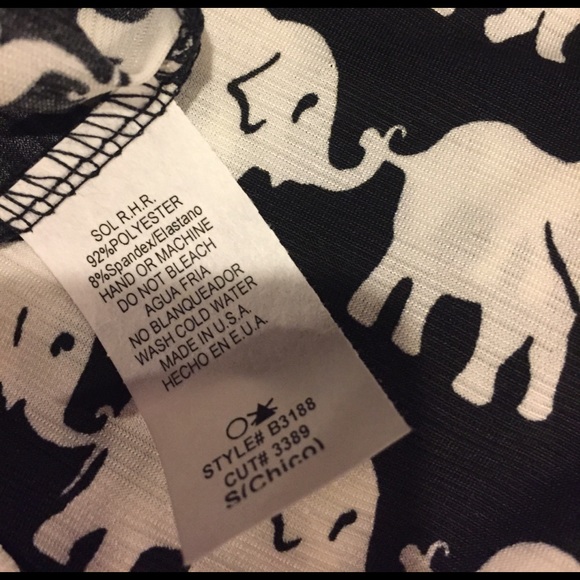 SOL R.H.R.
92%POLYESTER
8%Spandex/Elastano
HAND OR MACHINE
DO NOT BLEACH
AGUA FRIA
NO BLANQUEADOR
WASH COLD WATER
MADE IN U.S.A.
HECHO EN E.U.A.
STYLE# B3188
CUT# 3389
S(Chico)